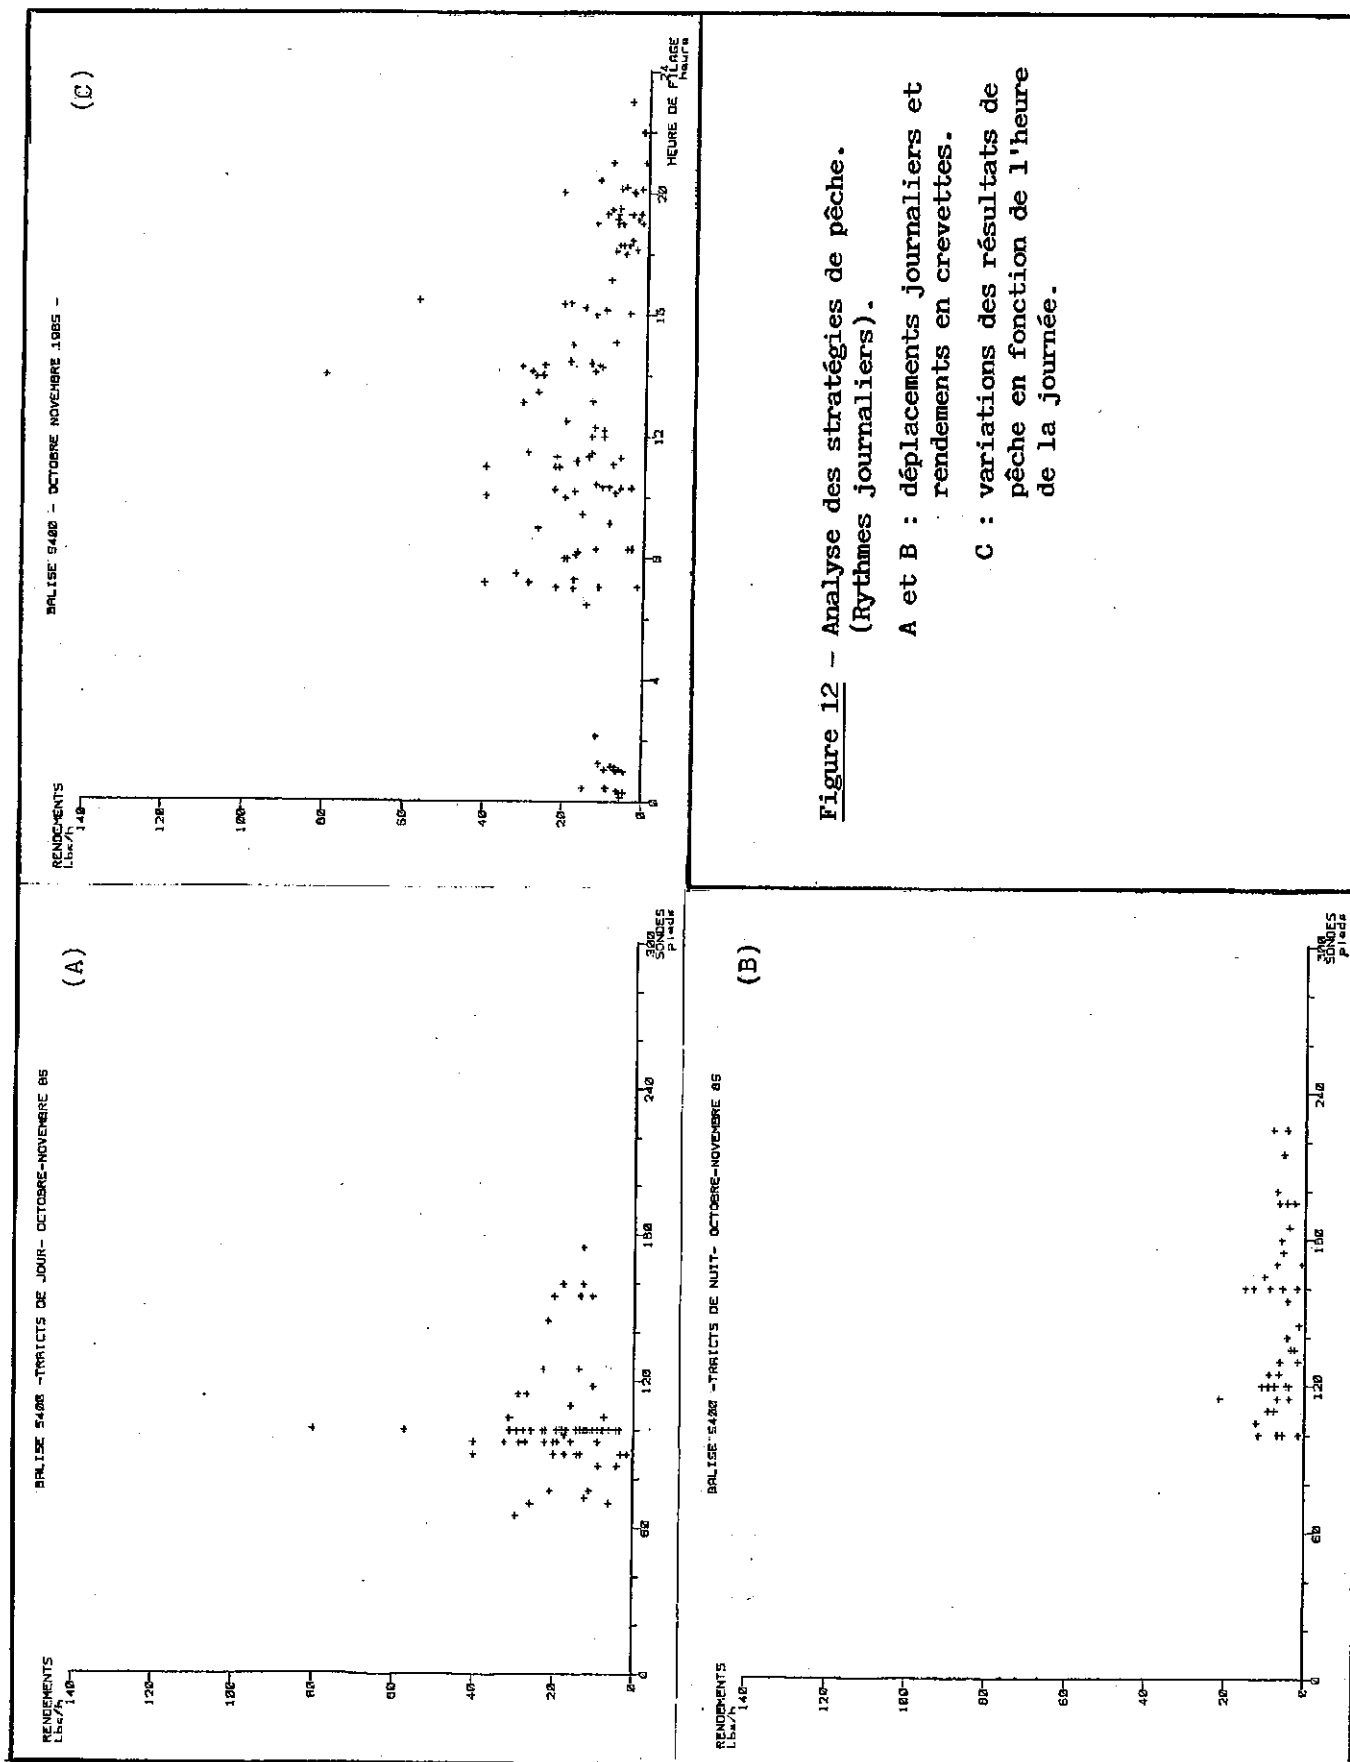 BALISE 5400 -TRAICTS DE JOUR- OCTOBRE-NOVEMBRE 85
(A)
RENDEMENTS
Lbs/h
140
120
100
80
60
40
20
0
0
60
120
180
240
300
SONDES
pieds
BALISE 5400 - OCTOBRE NOVEMBRE 1985 -
(C)
RENDEMENTS
Lbs/h
140
120
100
80
60
40
20
0
0
4
8
12
16
20
24
HEURE DE FILAGE
heure
BALISE 5400 -TRAICTS DE NUIT- OCTOBRE-NOVEMBRE 85
(B)
RENDEMENTS
Lbs/h
140
120
100
80
60
40
20
0
0
60
120
180
240
300
SONDES
pieds
Figure 12 - Analyse des stratégies de pêche.
(Rythmes journaliers).
A et B : déplacements journaliers et
rendements en crevettes.
C : variations des résultats de
pêche en fonction de l'heure
de la journée.